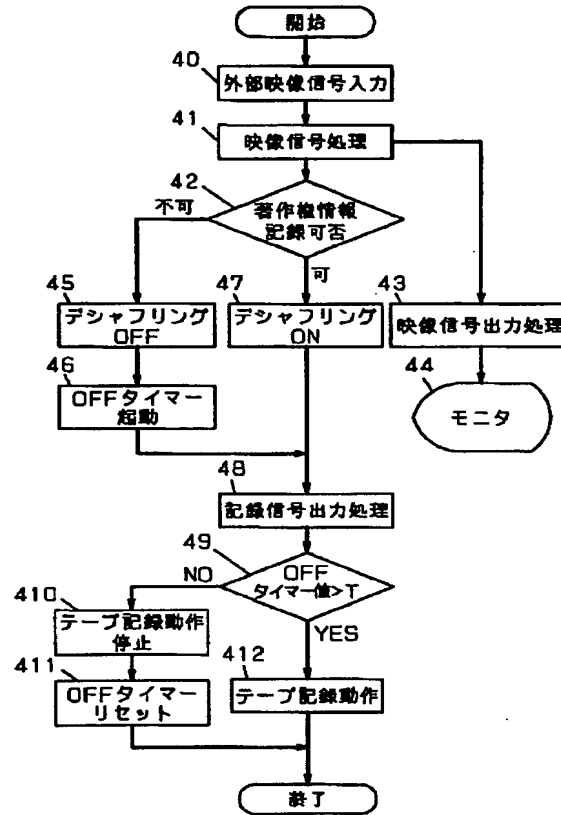 開始
40
外部映像信号入力
41
映像信号処理
42
著作権情報
記録可否
不可
可
45
デシャフリング
OFF
47
デシャフリング
ON
43
映像信号出力処理
46
OFFタイマー
起動
44
モニタ
48
記録信号出力処理
49
OFF
タイマー値>T
NO
YES
410
テープ記録動作
停止
411
OFFタイマー
リセット
412
テープ記録動作
終了